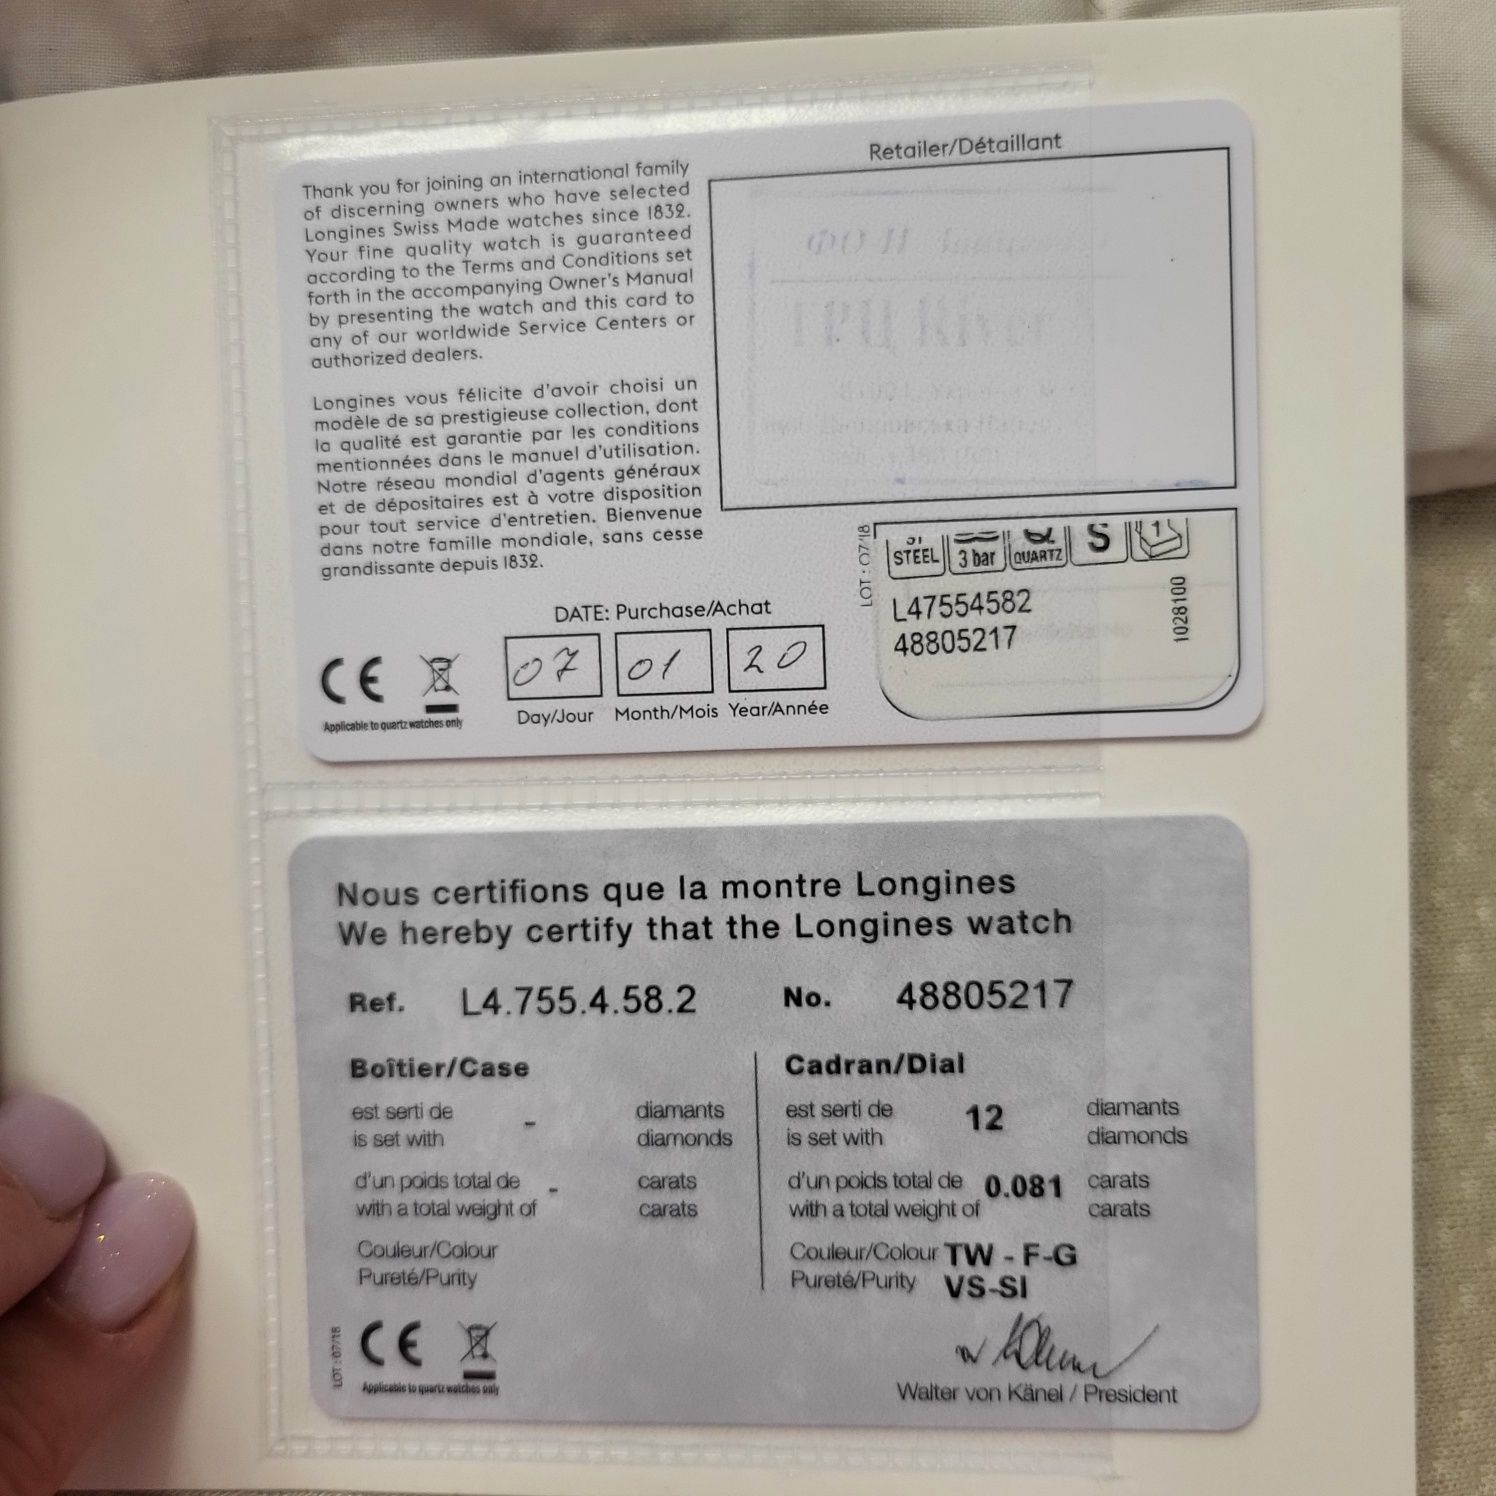 Retailer/Détaillant
Thank you for joining an international family
of discerning owners who have selected
Longines Swiss Made watches since 1832.
Your fine quality watch is guaranteed
according to the Terms and Conditions set
forth in the accompanying Owner's Manual
by presenting the watch and this card to
any of our worldwide Service Centers or
authorized dealers.
Longines vous félicite d'avoir choisi un
modèle de sa prestigieuse collection, dont
la qualité est garantie par les conditions
mentionnées dans le manuel d'utilisation.
Notre réseau mondial d'agents généraux
et de dépositaires est à votre disposition
pour tout service d'entretien. Bienvenue
dans notre famille mondiale, sans cesse
grandissante depuis 1832.
LOT : 07/18
STEEL 3 bar QUARTZ S 1
L47554582
48805217
1028100
DATE: Purchase/Achat
07 01 20
Day/Jour Month/Mois Year/Année
CE
Applicable to quartz watches only
Nous certifions que la montre Longines
We hereby certify that the Longines watch
Ref. L4.755.4.58.2 No. 48805217
Boîtier/Case
est serti de - diamants
is set with diamonds
d'un poids total de - carats
with a total weight of carats
Couleur/Colour
Pureté/Purity
Cadran/Dial
est serti de 12 diamants
is set with diamonds
d'un poids total de 0.081 carats
with a total weight of carats
Couleur/Colour TW - F-G
Pureté/Purity VS-SI
LOT : 07/18
CE
Applicable to quartz watches only
Walter von Känel / President